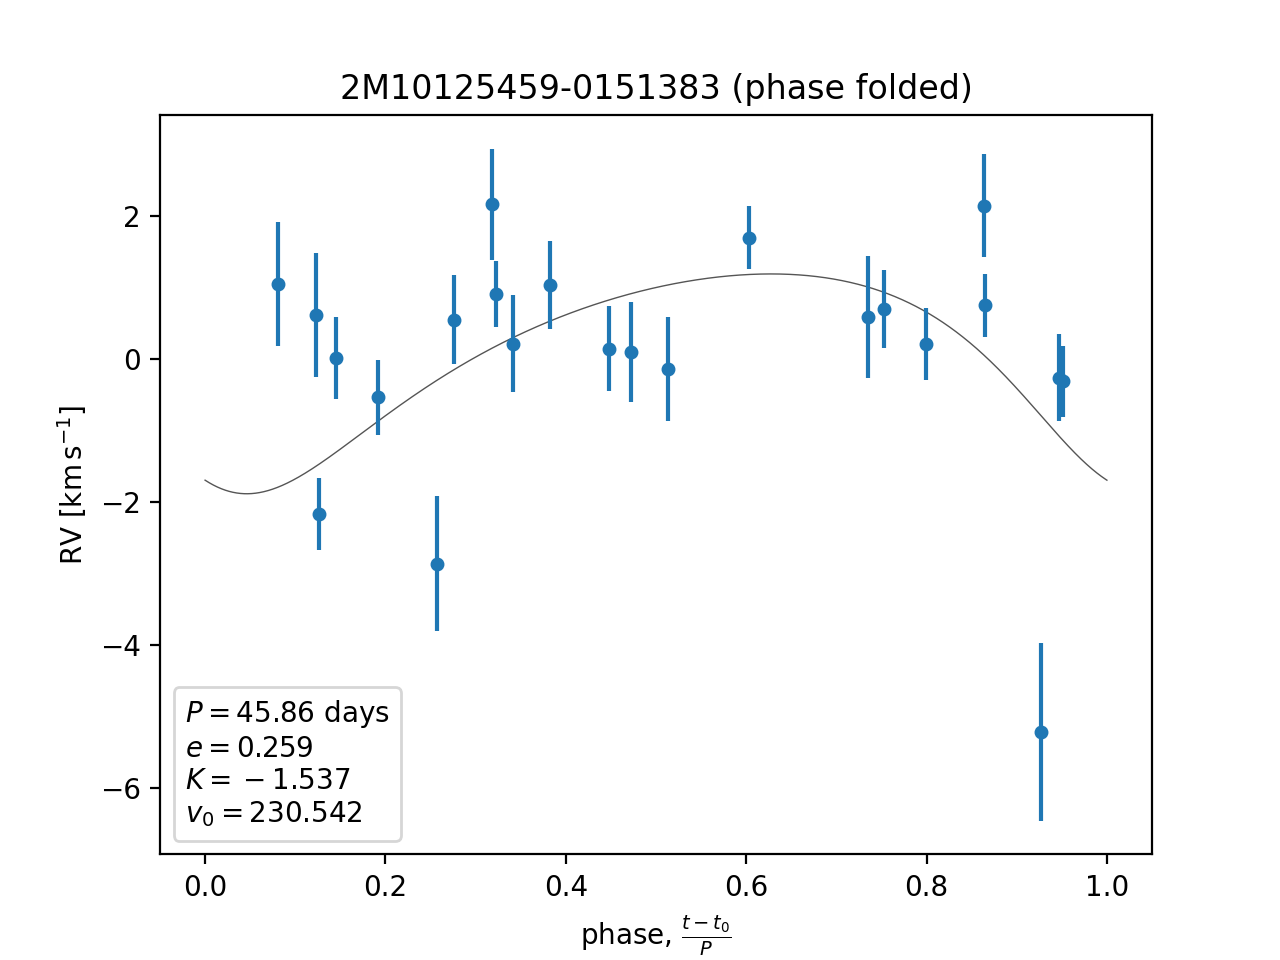 2M10125459-0151383 (phase folded)
RV [km s⁻¹]
2
0
−2
−4
−6
P = 45.86 days
e = 0.259
K = −1.537
v₀ = 230.542
0.0 0.2 0.4 0.6 0.8 1.0
phase, (t − t₀)/P